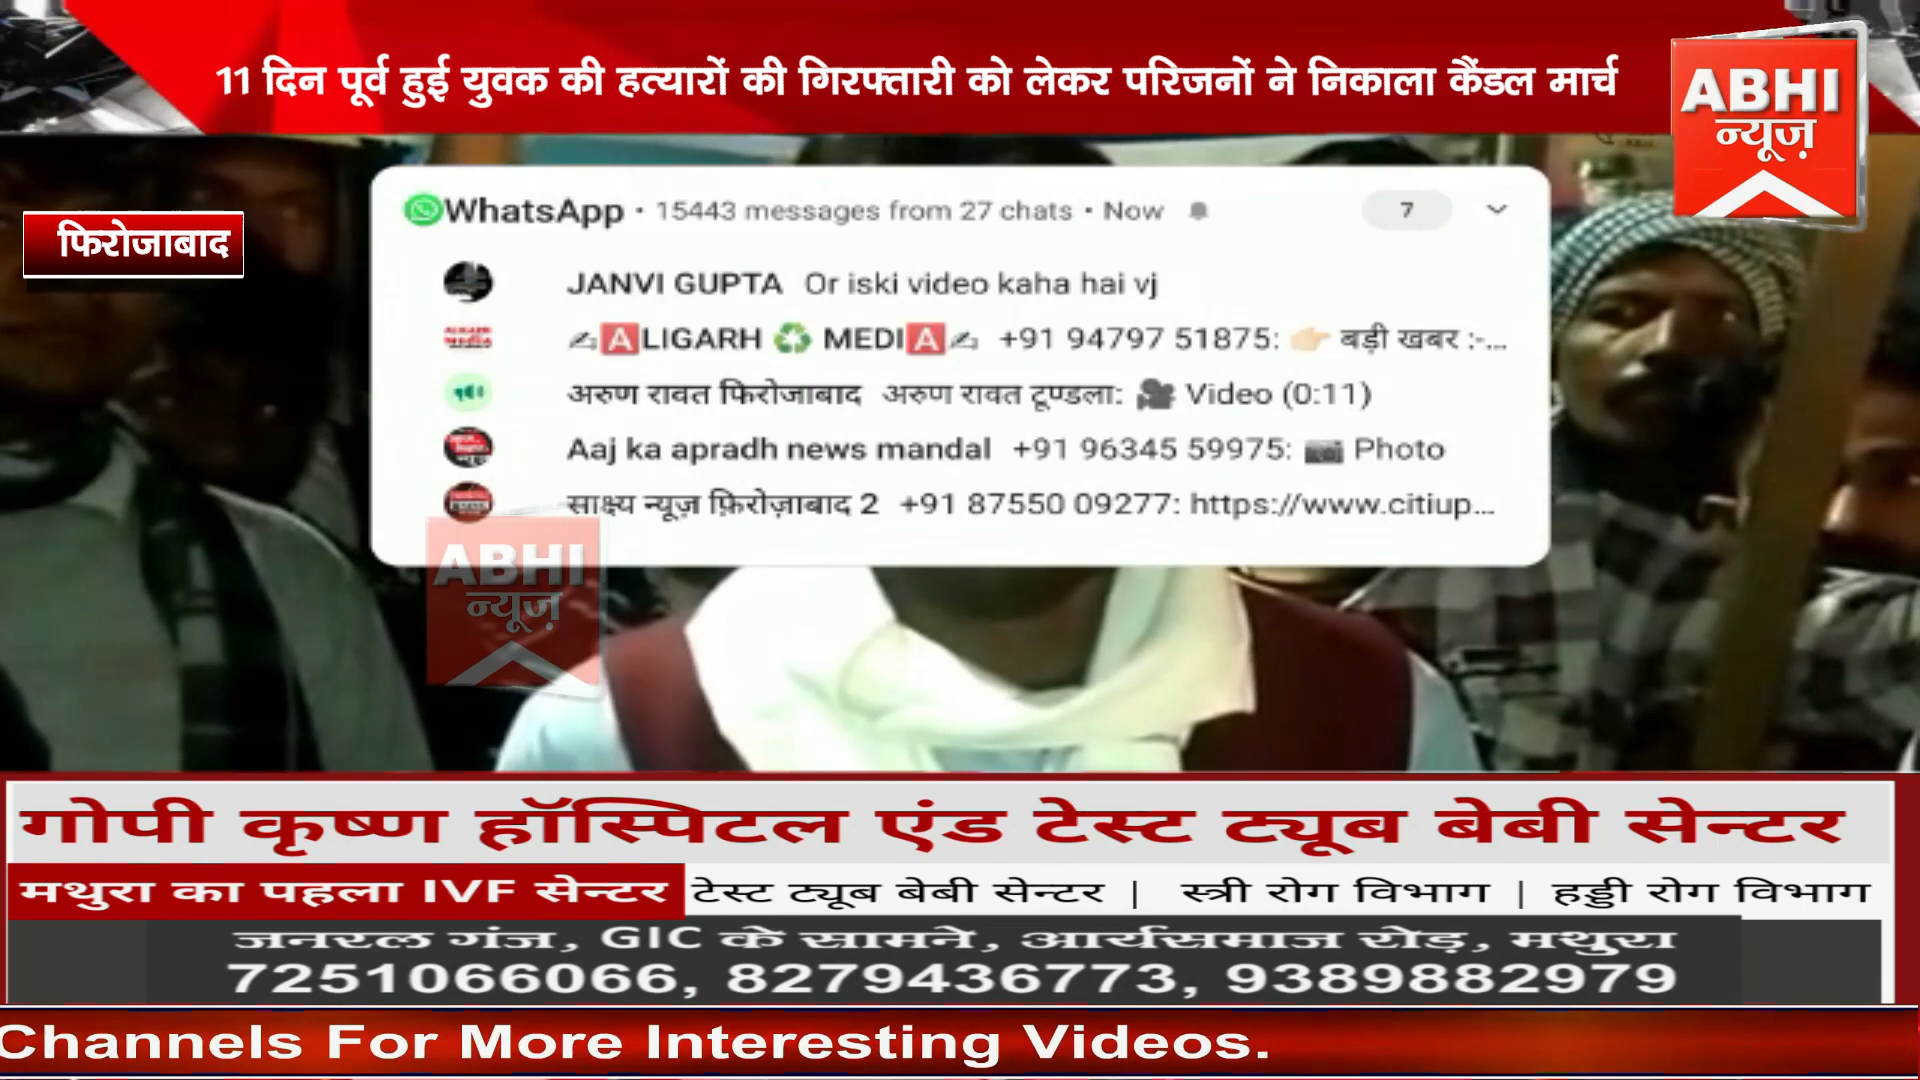 11 दिन पूर्व हुई युवक की हत्यारों की गिरफ्तारी को लेकर परिजनों ने निकाला कैंडल मार्च
ABHI
न्यूज़
फिरोजाबाद
WhatsApp • 15443 messages from 27 chats • Now 7
JANVI GUPTA Or iski video kaha hai vj
✍🅰LIGARH ♻ MEDI🅰✍ +91 94797 51875: 👉🏻 बड़ी खबर :-...
अरुण रावत फिरोजाबाद अरुण रावत टूण्डला: 🎥 Video (0:11)
Aaj ka apradh news mandal +91 96345 59975: 📷 Photo
साक्ष्य न्यूज़ फ़िरोज़ाबाद 2 +91 87550 09277: https://www.citiup...
ABHI
न्यूज़
गोपी कृष्ण हॉस्पिटल एंड टेस्ट ट्यूब बेबी सेन्टर
मथुरा का पहला IVF सेन्टर टेस्ट ट्यूब बेबी सेन्टर | स्त्री रोग विभाग | हड्डी रोग विभाग
जनरल गंज, GIC के सामने, आर्यसमाज रोड़, मथुरा
7251066066, 8279436773, 9389882979
Channels For More Interesting Videos.